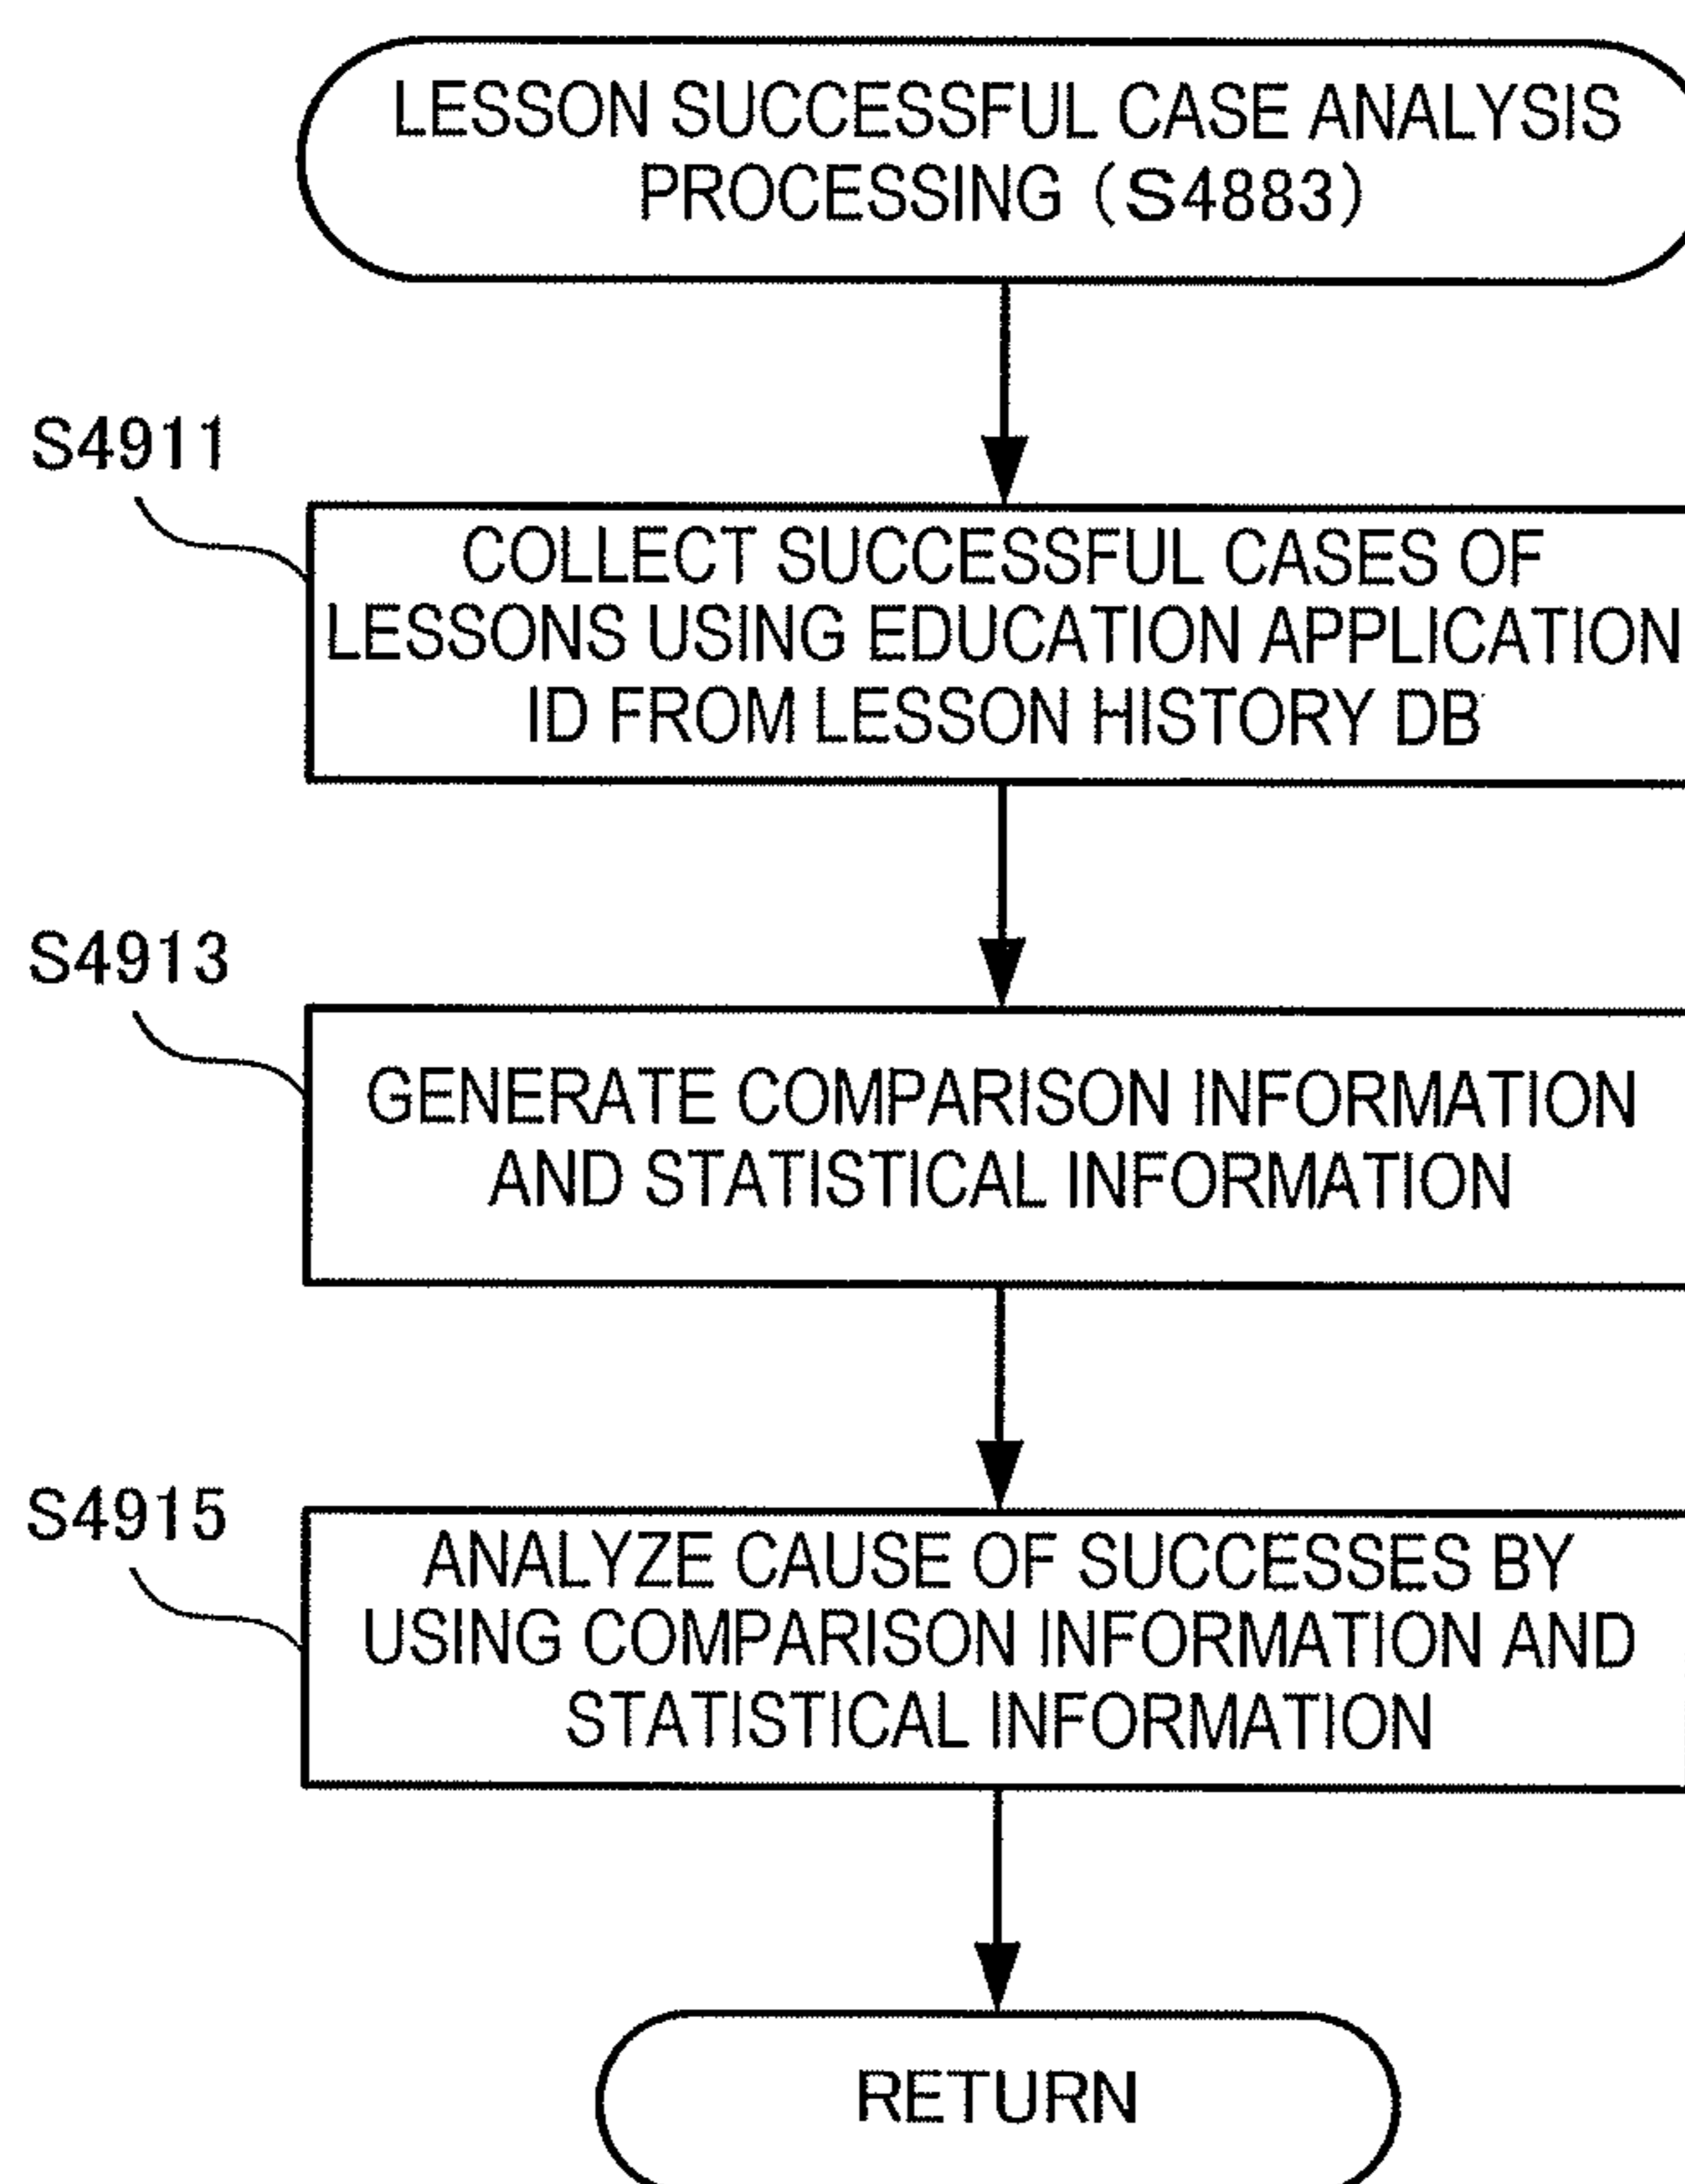 LESSON SUCCESSFUL CASE ANALYSIS
PROCESSING (S4883)
S4911
COLLECT SUCCESSFUL CASES OF
LESSONS USING EDUCATION APPLICATION
ID FROM LESSON HISTORY DB
S4913
GENERATE COMPARISON INFORMATION
AND STATISTICAL INFORMATION
S4915
ANALYZE CAUSE OF SUCCESSES BY
USING COMPARISON INFORMATION AND
STATISTICAL INFORMATION
RETURN